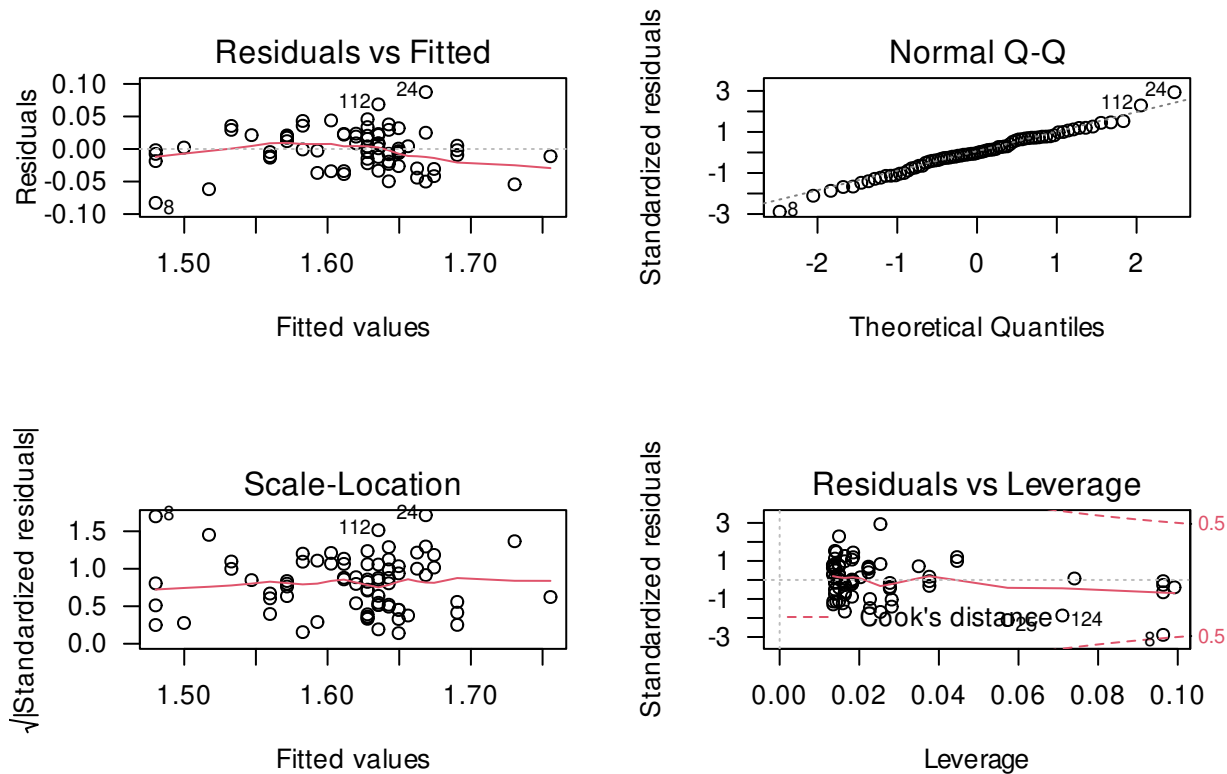 Residuals vs Fitted
Residuals
0.10
0.05
0.00
-0.05
-0.10
112
24
8
1.50 1.60 1.70
Fitted values
Normal Q-Q
Standardized residuals
3
1
-1
-3
112
24
8
-2 -1 0 1 2
Theoretical Quantiles
Scale-Location
√|Standardized residuals|
1.5
1.0
0.5
0.0
8
112
24
1.50 1.60 1.70
Fitted values
Residuals vs Leverage
Standardized residuals
3
1
-1
-3
0.5
0.5
Cook's distance
25
124
8
0.00 0.02 0.04 0.06 0.08 0.10
Leverage